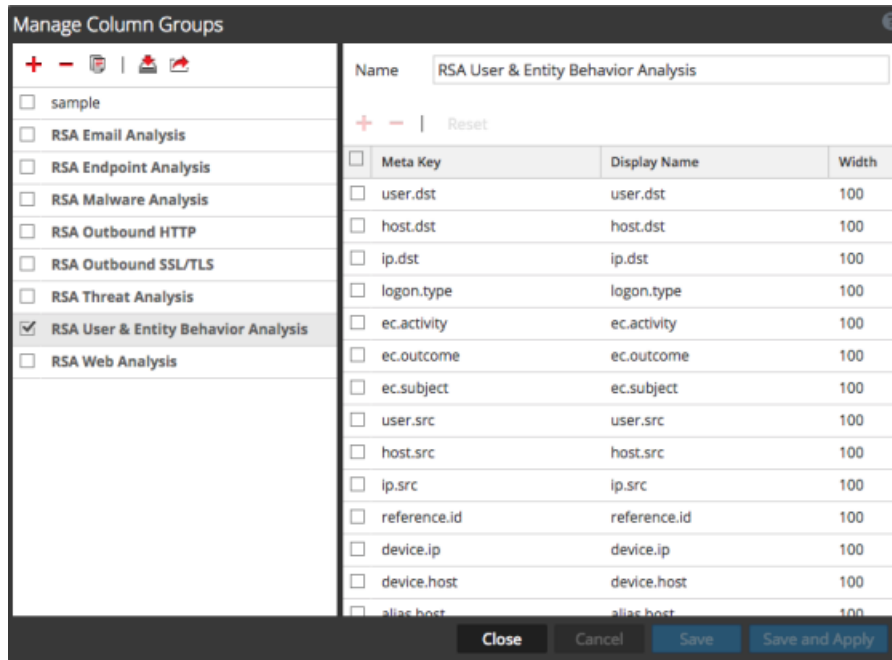 Manage Column Groups
sample
RSA Email Analysis
RSA Endpoint Analysis
RSA Malware Analysis
RSA Outbound HTTP
RSA Outbound SSL/TLS
RSA Threat Analysis
RSA User & Entity Behavior Analysis
RSA Web Analysis
Name RSA User & Entity Behavior Analysis
Reset
Meta Key Display Name Width
user.dst user.dst 100
host.dst host.dst 100
ip.dst ip.dst 100
logon.type logon.type 100
ec.activity ec.activity 100
ec.outcome ec.outcome 100
ec.subject ec.subject 100
user.src user.src 100
host.src host.src 100
ip.src ip.src 100
reference.id reference.id 100
device.ip device.ip 100
device.host device.host 100
alias.host alias.host 100
Close Cancel Save Save and Apply